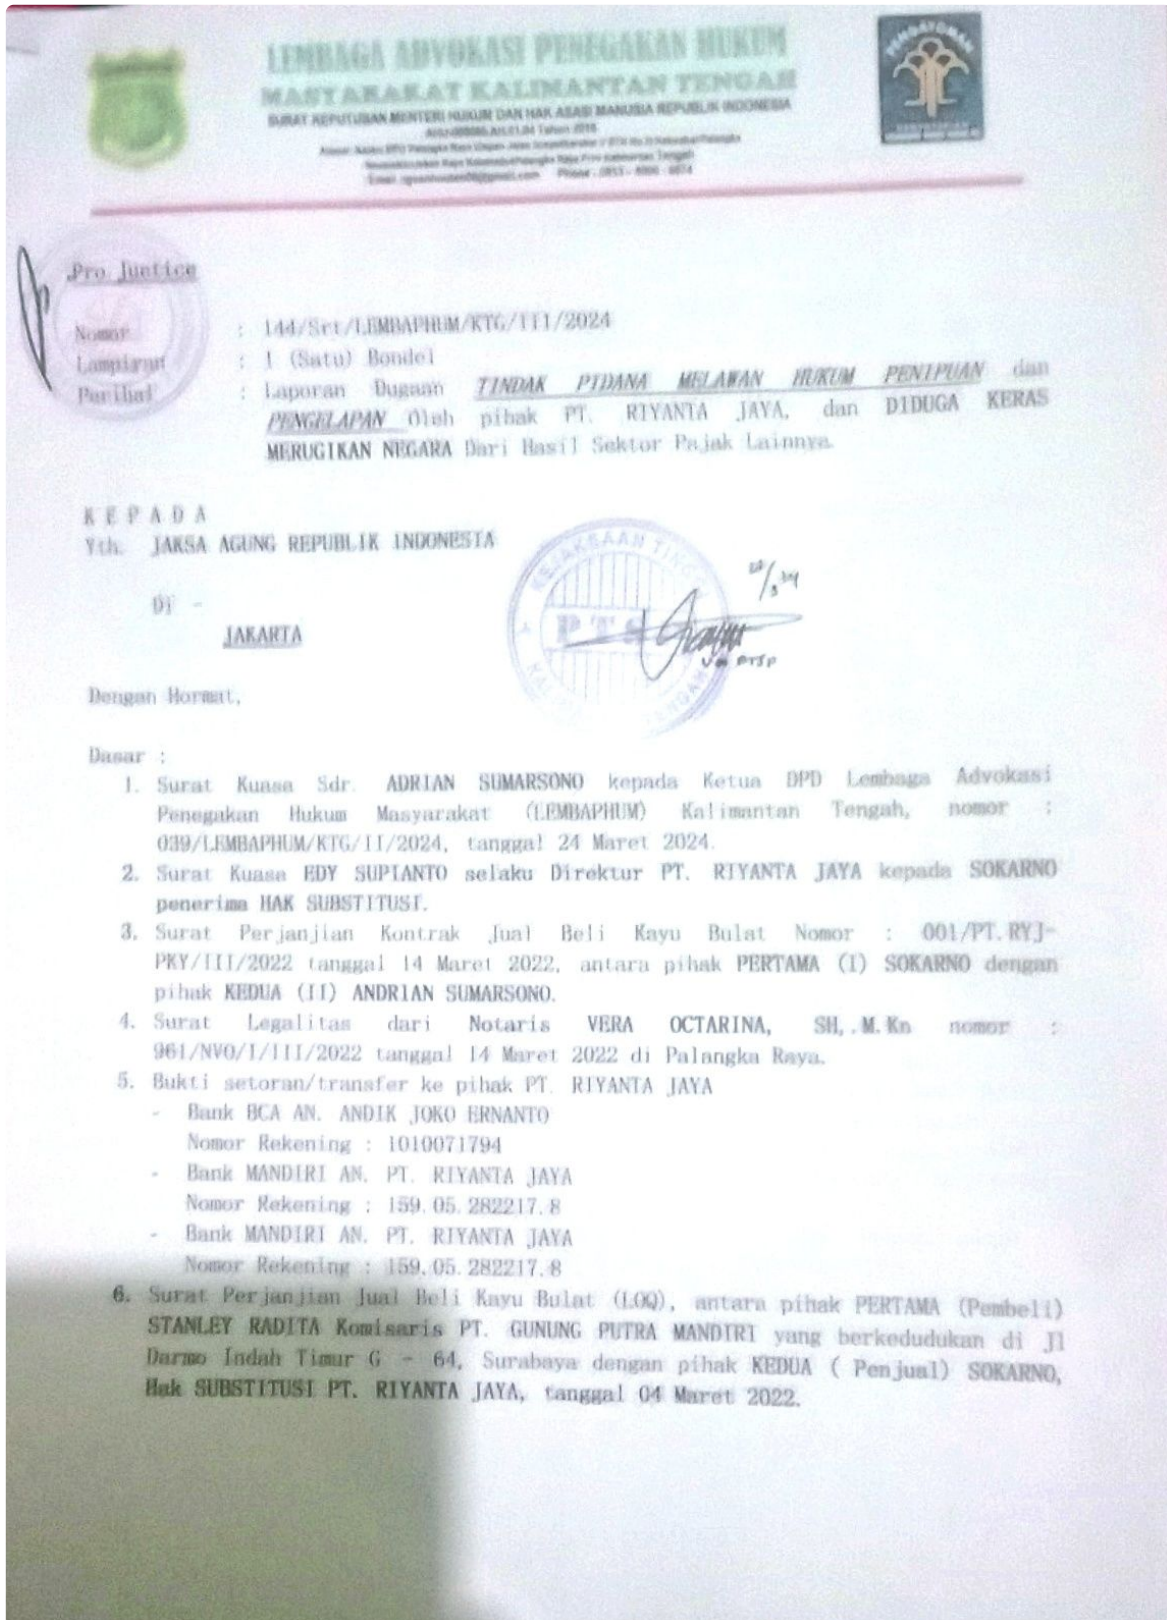 LEMBAGA ADVOKASI PENEGAKAN HUKUM
MASYARAKAT KALIMANTAN TENGAH
SURAT KEPUTUSAN MENTERI HUKUM DAN HAK ASASI MANUSIA REPUBLIK INDONESIA
PENGAYOMAN
Pro Justice
Nomor : 144/Srt/LEMBAPHUM/KTG/III/2024
Lampiran : 1 (Satu) Bondel
Perihal : Laporan Dugaan TINDAK PIDANA MELAWAN HUKUM PENIPUAN dan
PENGELAPAN Oleh pihak PT. RIYANTA JAYA, dan DIDUGA KERAS
MERUGIKAN NEGARA Dari Hasil Sektor Pajak Lainnya.
K E P A D A
Yth. JAKSA AGUNG REPUBLIK INDONESIA
KEJAKSAAN TINGGI
DI -
JAKARTA
PTS
Dengan Hormat,
Dasar :
1. Surat Kuasa Sdr. ADRIAN SUMARSONO kepada Ketua DPD Lembaga Advokasi
Penegakan Hukum Masyarakat (LEMBAPHUM) Kalimantan Tengah, nomor :
039/LEMBAPHUM/KTG/II/2024, tanggal 24 Maret 2024.
2. Surat Kuasa EDY SUPIANTO selaku Direktur PT. RIYANTA JAYA kepada SOKARNO
penerima HAK SUBSTITUSI.
3. Surat Perjanjian Kontrak Jual Beli Kayu Bulat Nomor : 001/PT.RYJ-
PKY/III/2022 tanggal 14 Maret 2022, antara pihak PERTAMA (I) SOKARNO dengan
pihak KEDUA (II) ANDRIAN SUMARSONO.
4. Surat Legalitas dari Notaris VERA OCTARINA, SH,.M.Kn nomor :
961/NVO/I/III/2022 tanggal 14 Maret 2022 di Palangka Raya.
5. Bukti setoran/transfer ke pihak PT. RIYANTA JAYA
- Bank BCA AN. ANDIK JOKO ERNANTO
Nomor Rekening : 1010071794
- Bank MANDIRI AN. PT. RIYANTA JAYA
Nomor Rekening : 159.05.282217.8
- Bank MANDIRI AN. PT. RIYANTA JAYA
Nomor Rekening : 159.05.282217.8
6. Surat Perjanjian Jual Beli Kayu Bulat (LOQ), antara pihak PERTAMA (Pembeli)
STANLEY RADITA Komisaris PT. GUNUNG PUTRA MANDIRI yang berkedudukan di Jl
Darmo Indah Timur G - 64, Surabaya dengan pihak KEDUA ( Penjual) SOKARNO,
Hak SUBSTITUSI PT. RIYANTA JAYA, tanggal 04 Maret 2022.